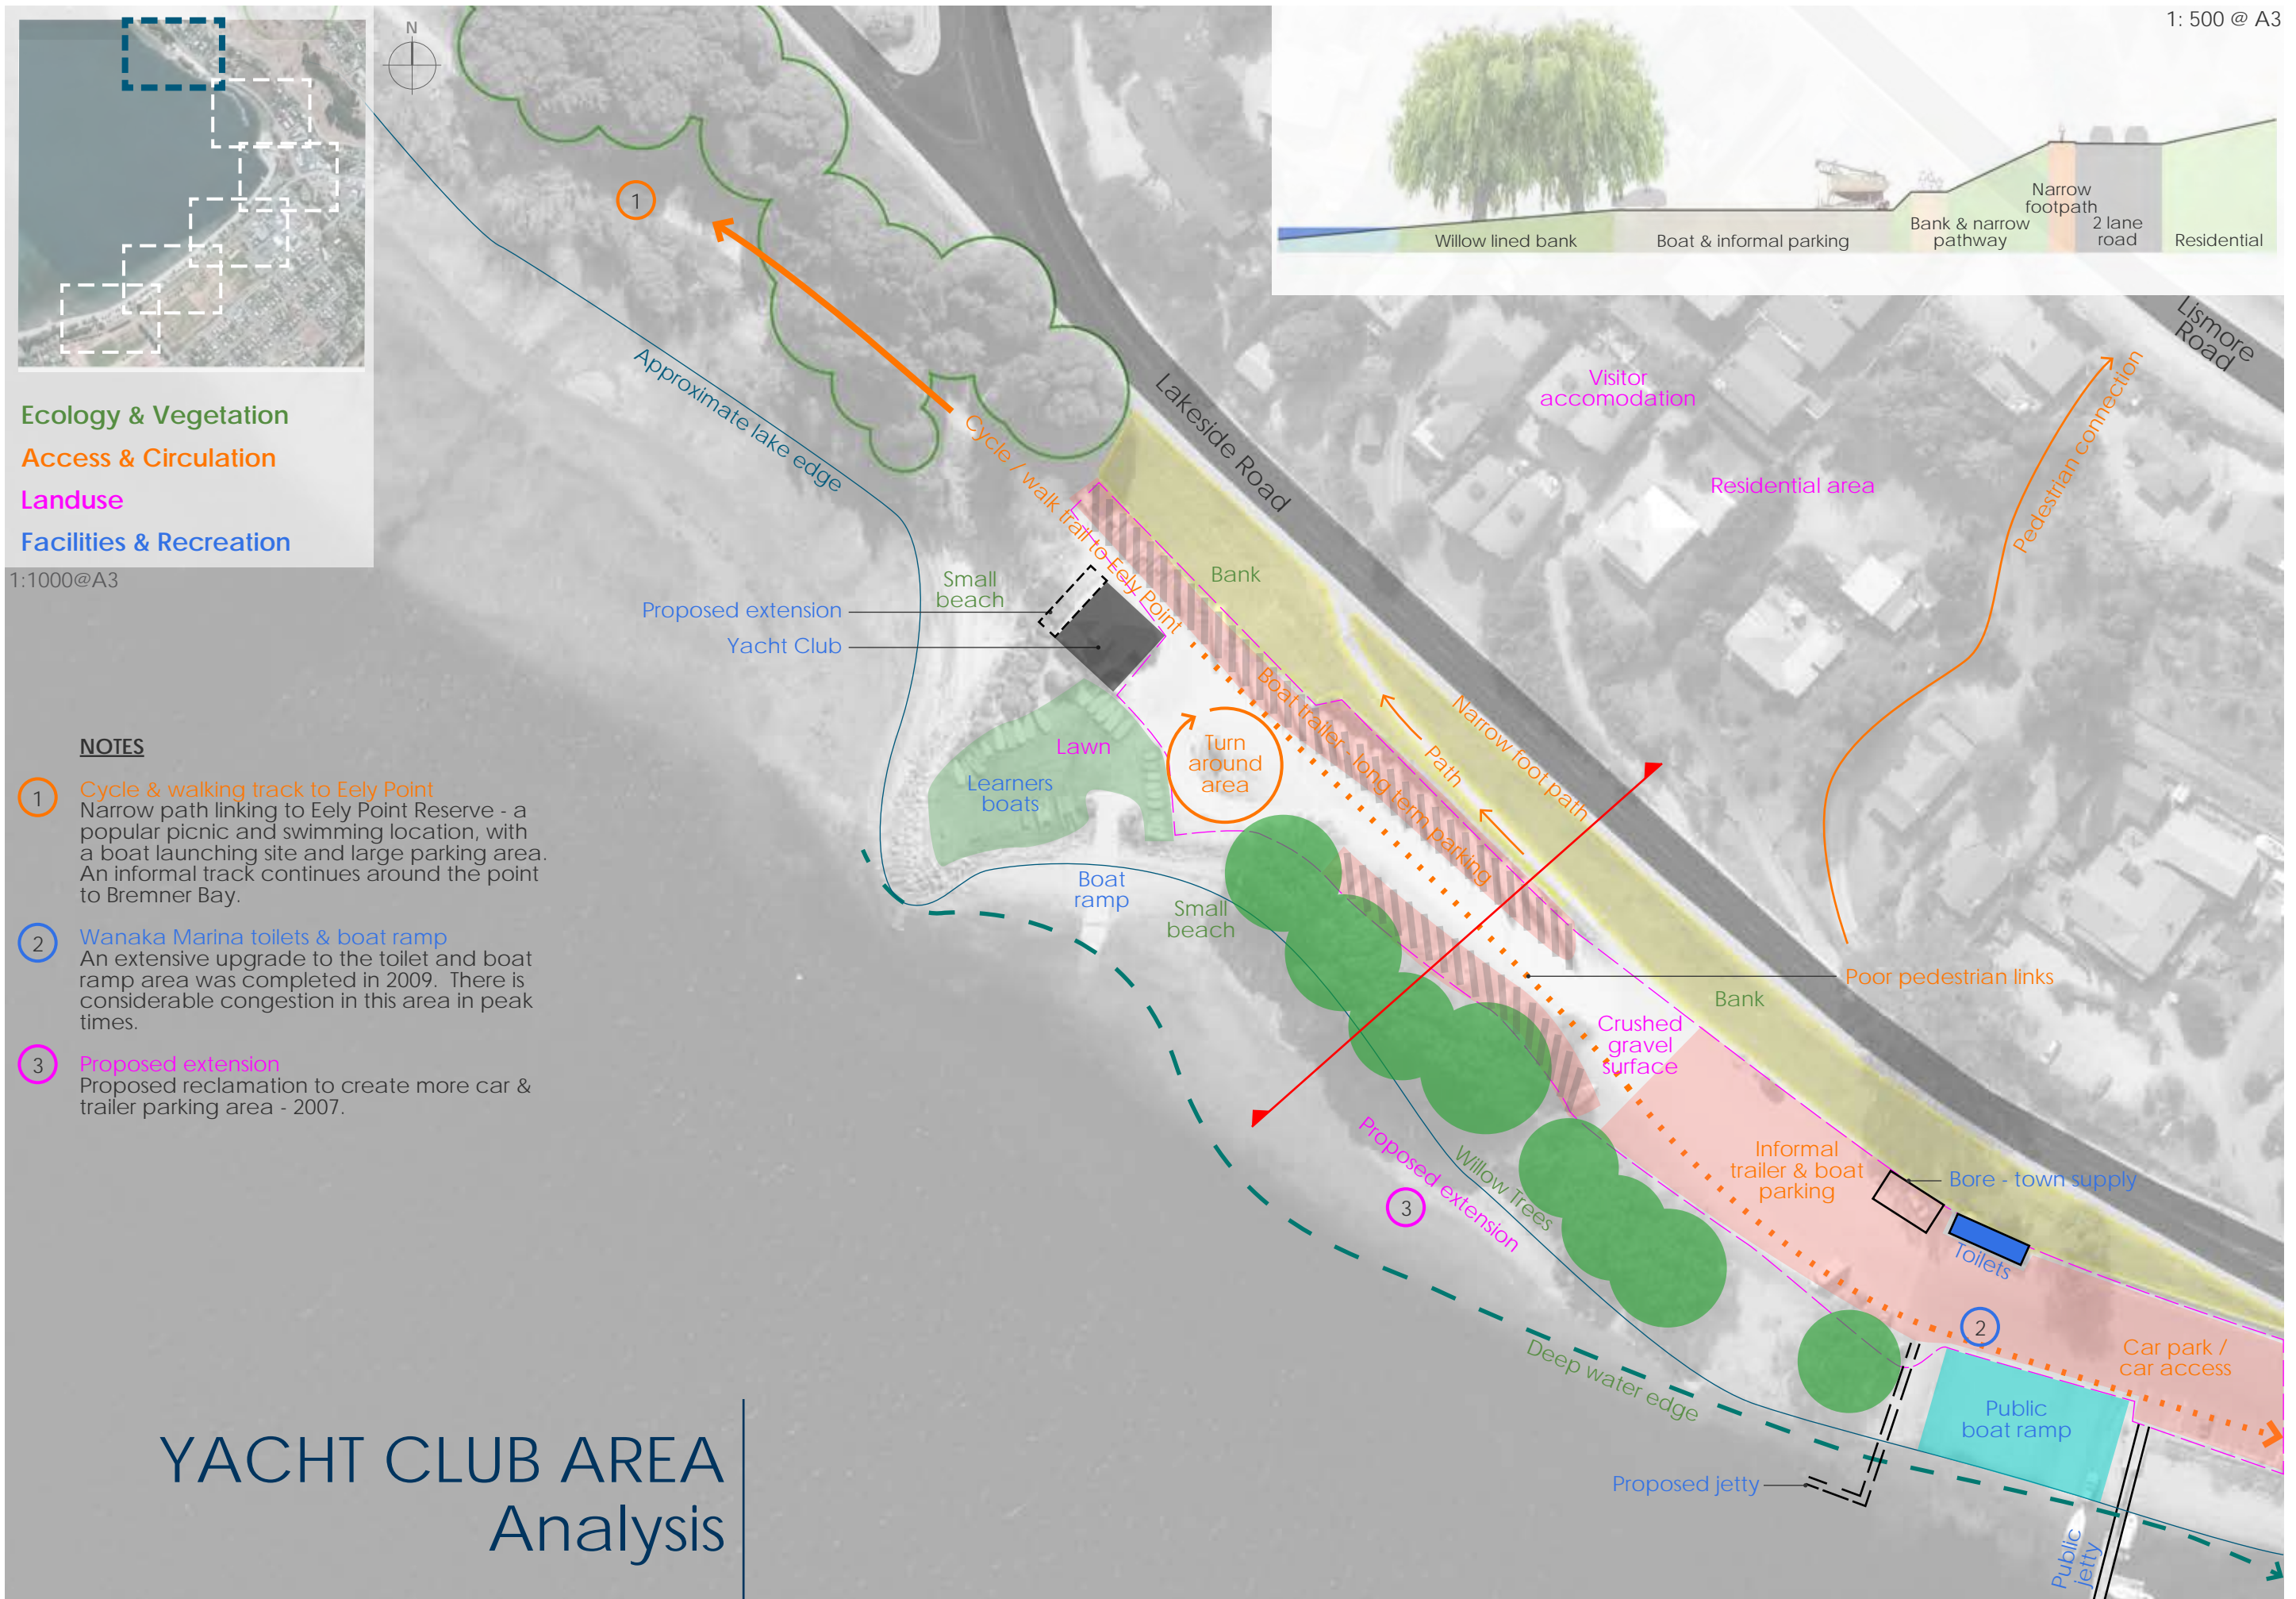 N
1: 500 @ A3
Willow lined bank
Boat & informal parking
Bank & narrow
pathway
Narrow
footpath
2 lane
road
Residential
Ecology & Vegetation
Access & Circulation
Landuse
Facilities & Recreation
1:1000@A3
1
Approximate lake edge
Cycle / walk trail to Eely Point
Lakeside Road
Lismore
Road
Visitor
accomodation
Residential area
Pedestrian connection
Small
beach
Proposed extension
Yacht Club
Bank
Lawn
Learners
boats
Turn
around
area
Boat trailer - long term parking
Path
Narrow foot path
Boat
ramp
Small
beach
Poor pedestrian links
Bank
Crushed
gravel
surface
Proposed extension
3
Willow Trees
Informal
trailer & boat
parking
Bore - town supply
Toilets
2
Car park /
car access
Deep water edge
Public
boat ramp
Proposed jetty
Public
jetty
NOTES
1
Cycle & walking track to Eely Point
Narrow path linking to Eely Point Reserve - a
popular picnic and swimming location, with
a boat launching site and large parking area.
An informal track continues around the point
to Bremner Bay.
2
Wanaka Marina toilets & boat ramp
An extensive upgrade to the toilet and boat
ramp area was completed in 2009.  There is
considerable congestion in this area in peak
times.
3
Proposed extension
Proposed reclamation to create more car &
trailer parking area - 2007.
YACHT CLUB AREA
Analysis